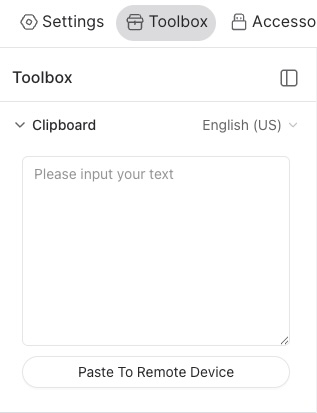 Settings Toolbox Accesso
Toolbox
Clipboard English (US)
Please input your text
Paste To Remote Device